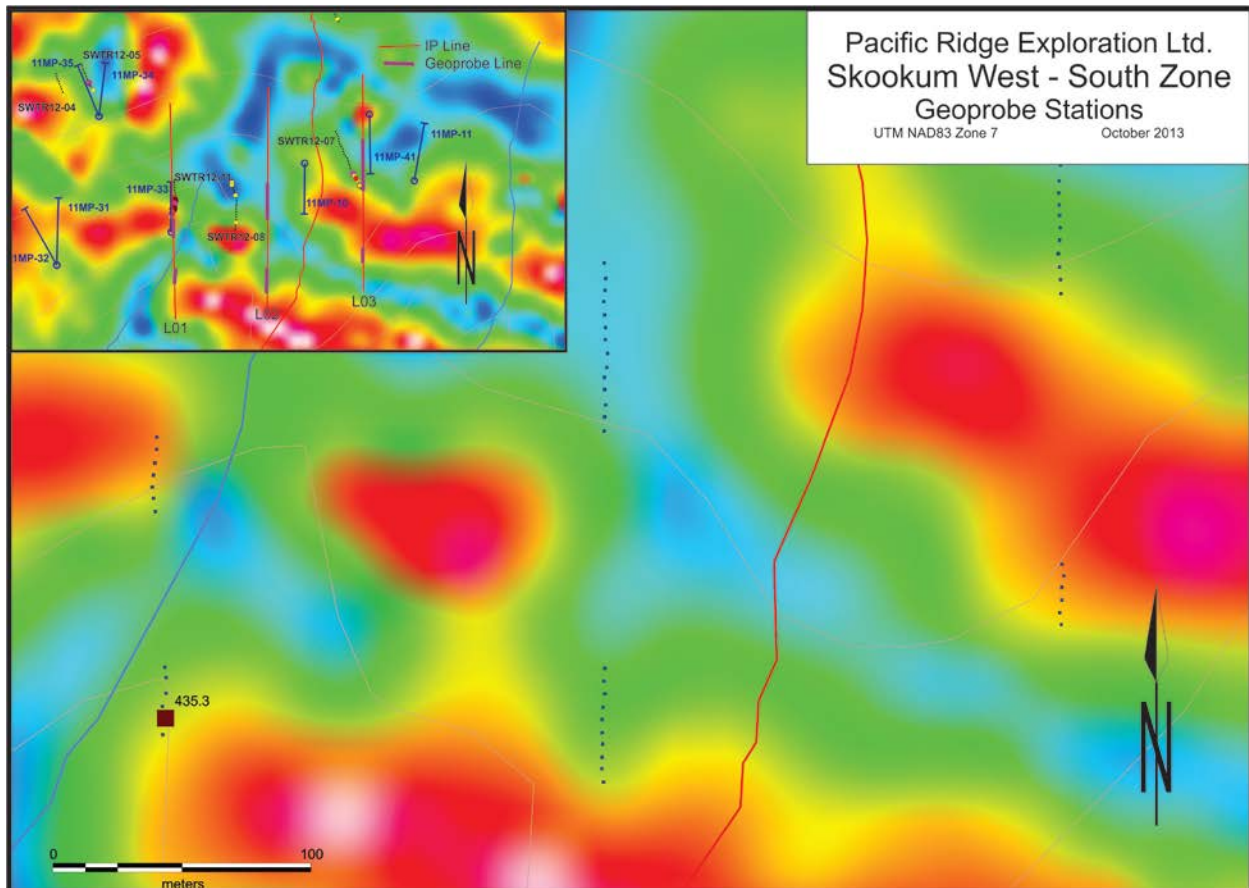 Pacific Ridge Exploration Ltd.
Skookum West - South Zone
Geoprobe Stations
UTM NAD83 Zone 7 October 2013
IP Line
Geoprobe Line
SWTR12-05
11MP-35
11MP-34
SWTR12-04
11MP-11
SWTR12-07
11MP-41
11MP-33
SWTR12-11
11MP-31
11MP-10
SWTR12-08
1MP-32
N
L01
L02
L03
435.3
N
0 100
meters